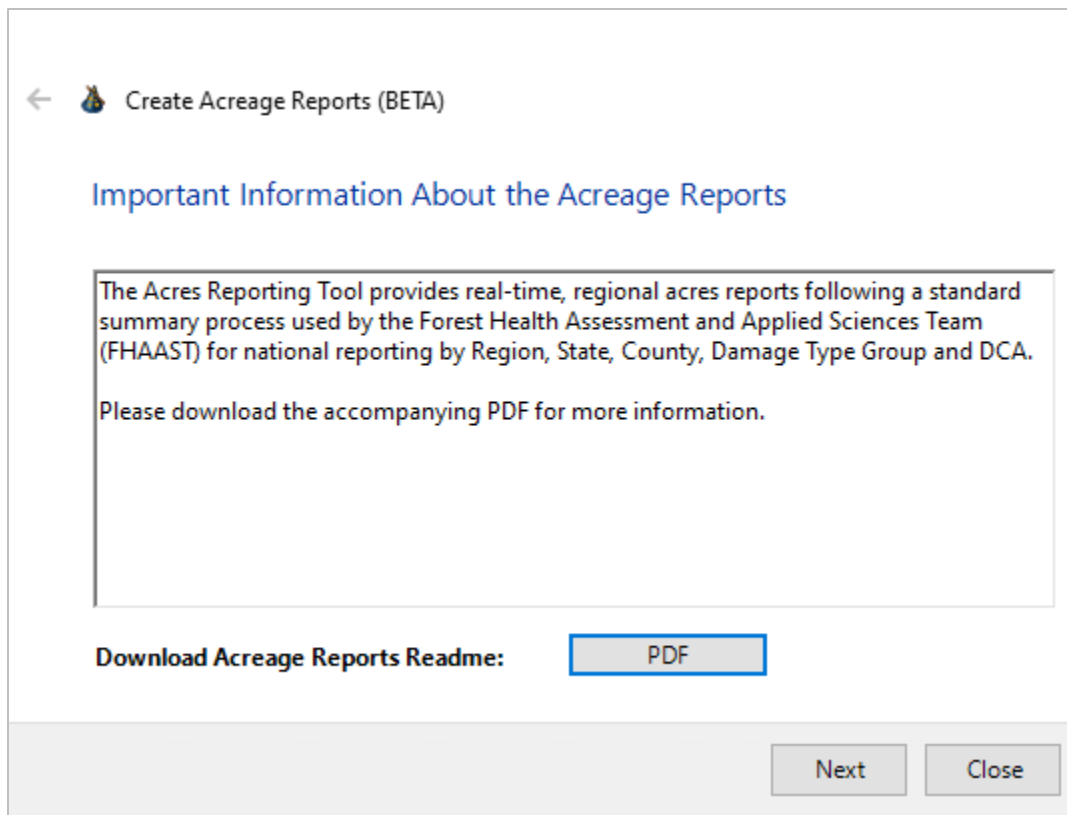 Create Acreage Reports (BETA)
Important Information About the Acreage Reports
The Acres Reporting Tool provides real-time, regional acres reports following a standard
summary process used by the Forest Health Assessment and Applied Sciences Team
(FHAAST) for national reporting by Region, State, County, Damage Type Group and DCA.
Please download the accompanying PDF for more information.
Download Acreage Reports Readme: PDF
Next Close